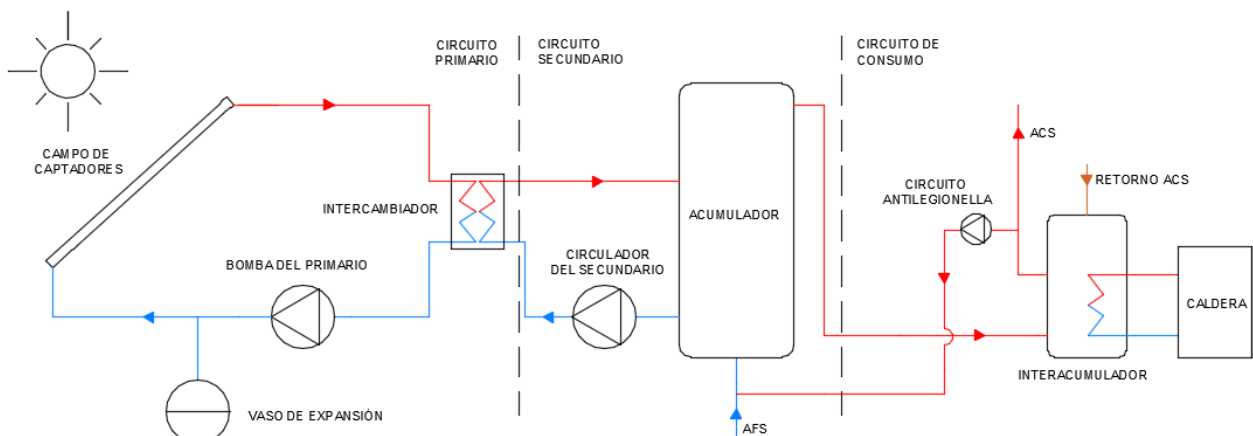 CIRCUITO
PRIMARIO
CIRCUITO
SECUNDARIO
CIRCUITO DE
CONSUMO
CAMPO DE
CAPTADORES
INTERCAMBIADOR
ACUMULADOR
ACS
CIRCUITO
ANTILEGIONELLA
RETORNO ACS
BOMBA DEL PRIMARIO
CIRCULADOR
DEL SECUNDARIO
CALDERA
INTERACUMULADOR
VASO DE EXPANSIÓN
AFS